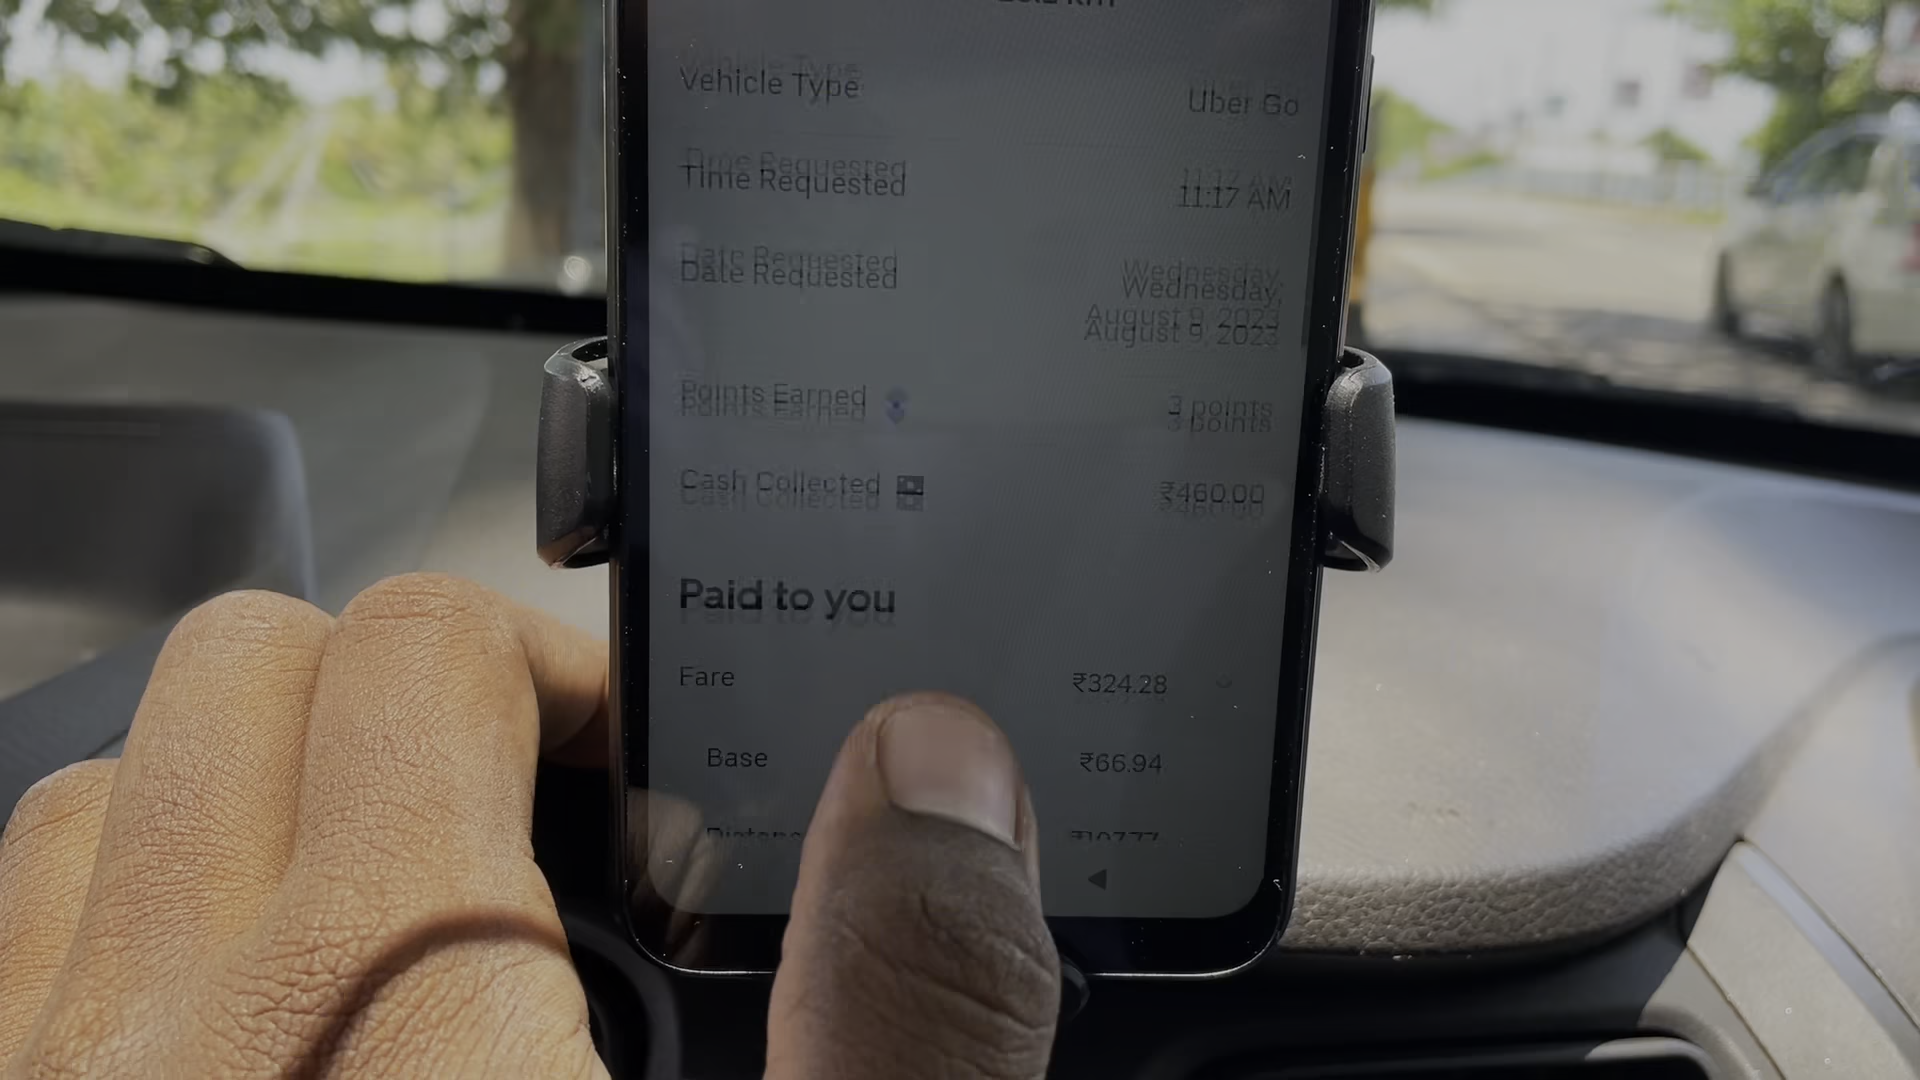 Vehicle Type Uber Go
Time Requested 11:17 AM
Date Requested Wednesday,
August 9, 2023
Points Earned 3 points
Cash Collected ₹460.00
Paid to you
Fare ₹324.28
Base ₹66.94